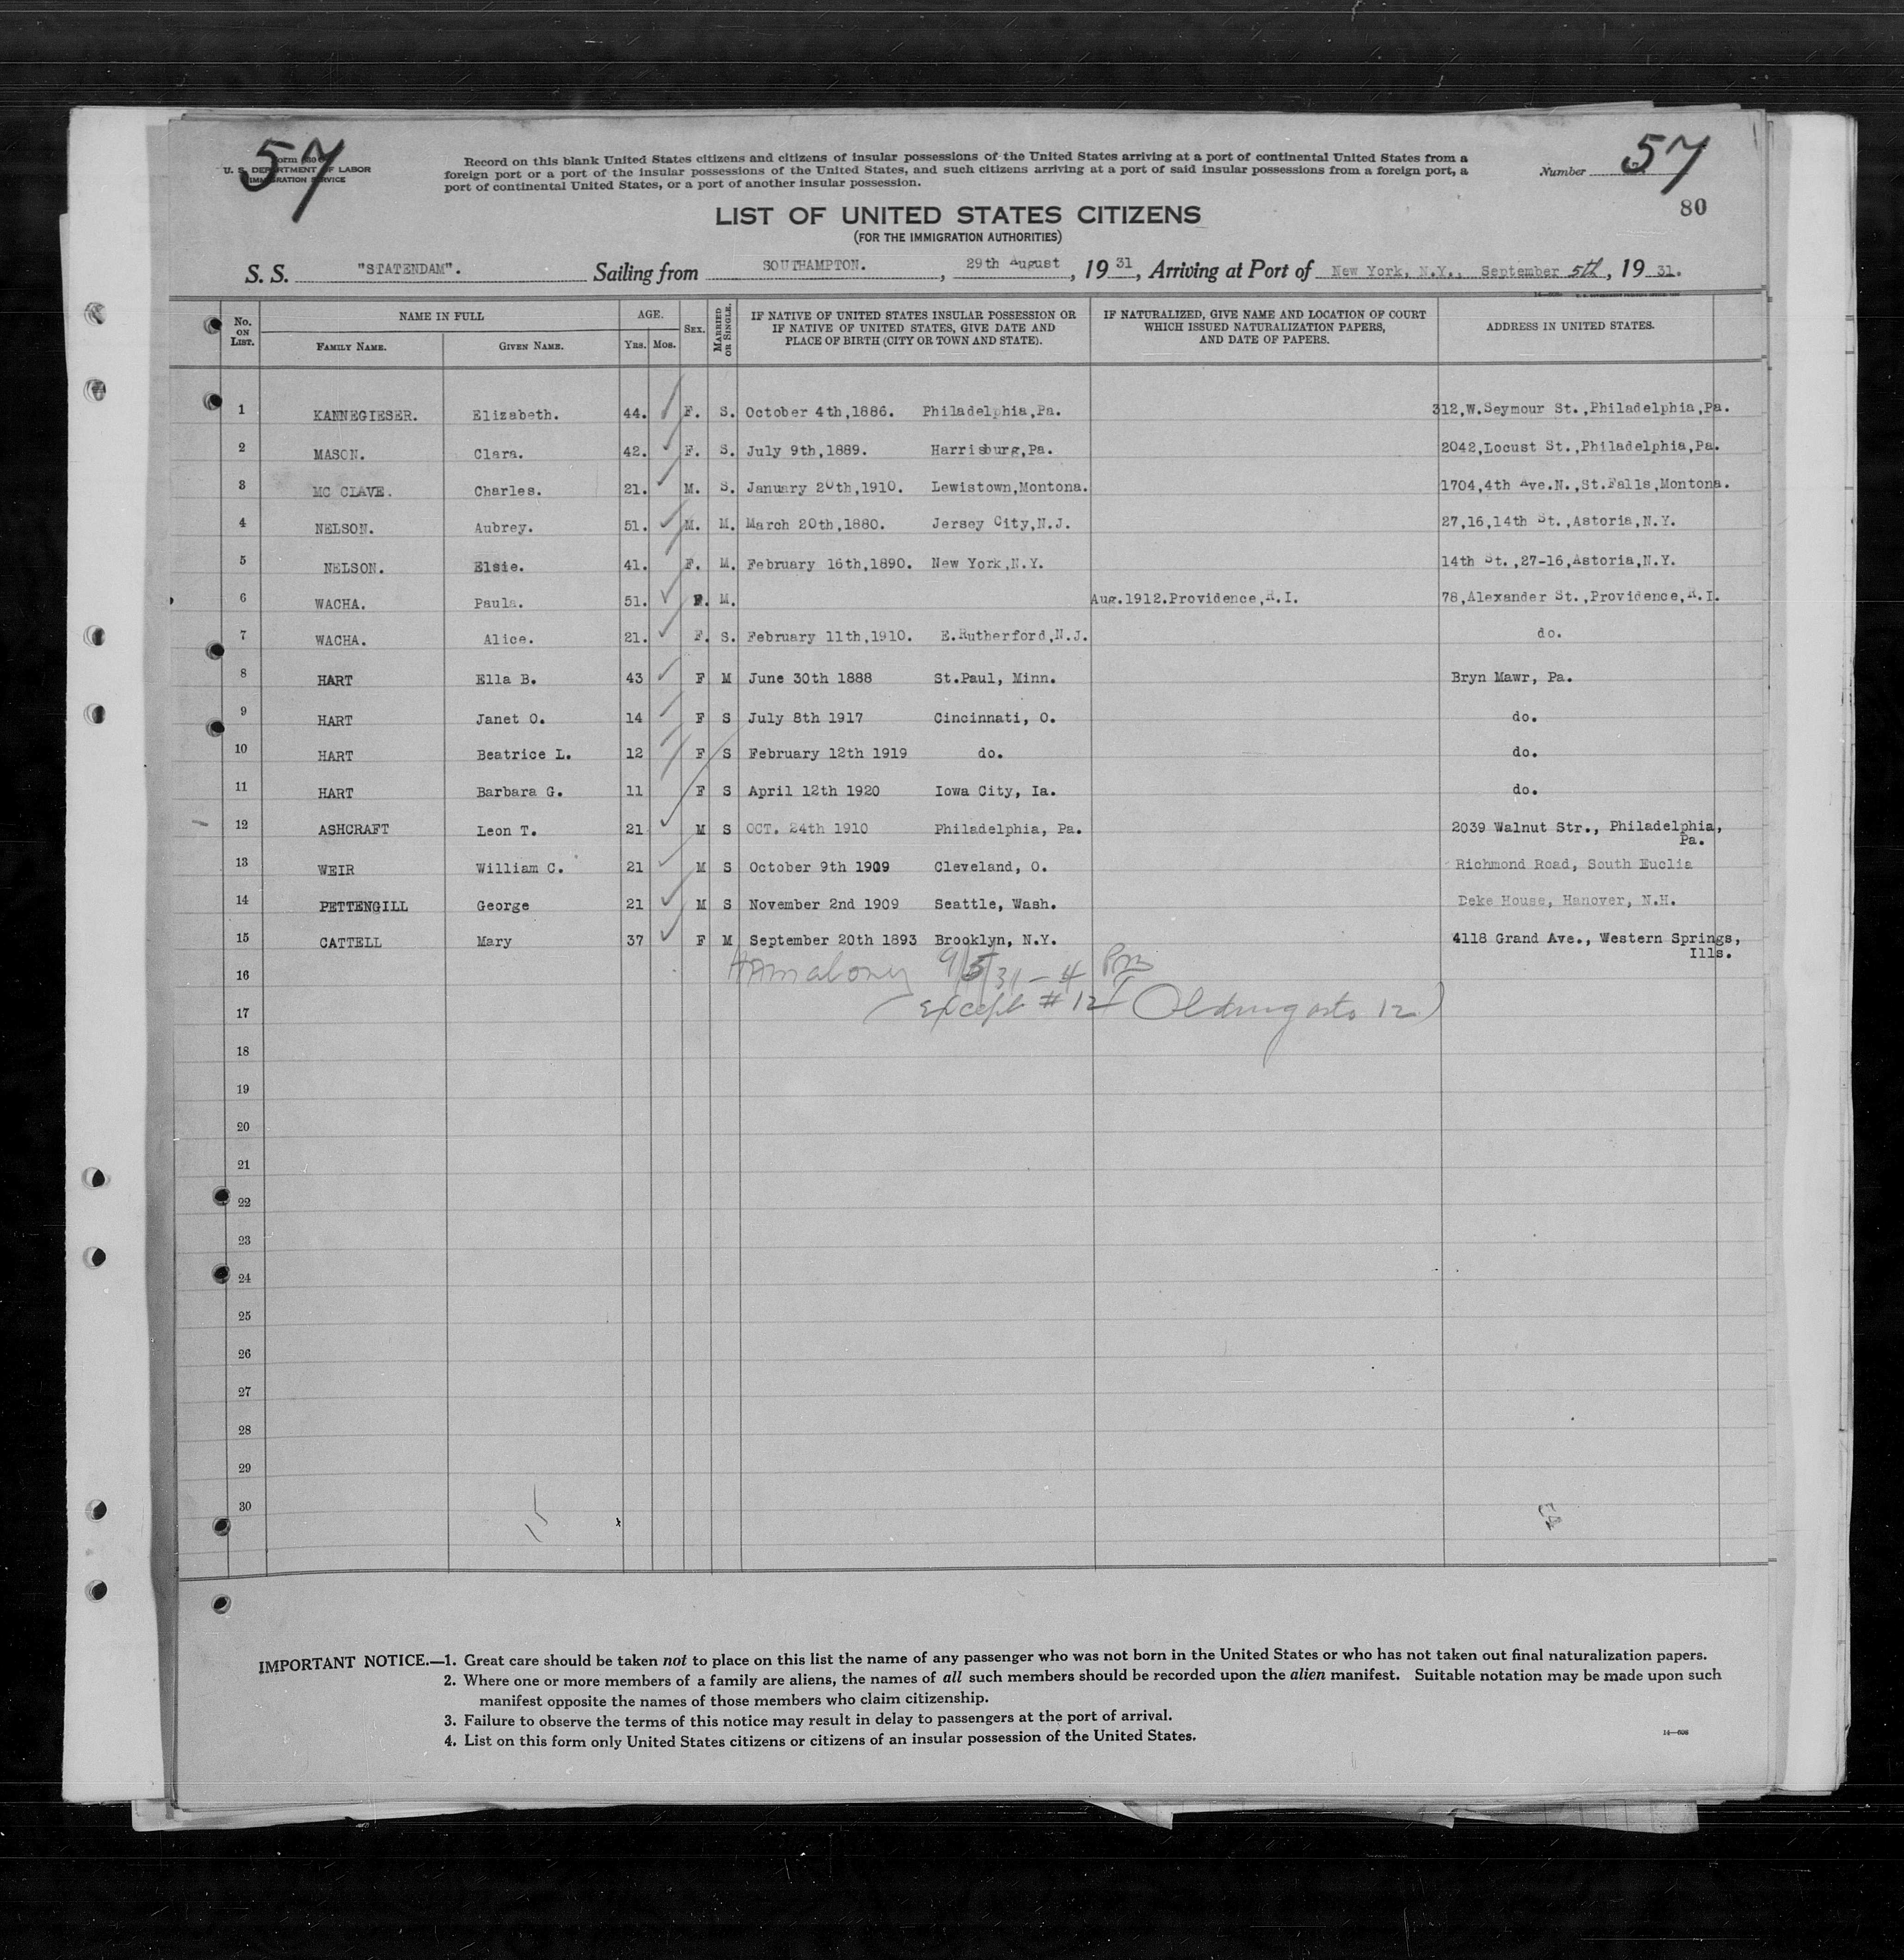 57
Form 630
U. S. DEPARTMENT OF LABOR
IMMIGRATION SERVICE
Record on this blank United States citizens and citizens of insular possessions of the United States arriving at a port of continental United States from a
foreign port or a port of the insular possessions of the United States, and such citizens arriving at a port of said insular possessions from a foreign port, a
port of continental United States, or a port of another insular possession.
Number 57
80
LIST OF UNITED STATES CITIZENS
(FOR THE IMMIGRATION AUTHORITIES)
S. S. "STATENDAM". Sailing from SOUTHAMPTON. , 29th August , 19 31 , Arriving at Port of New York, N.Y., September 5th , 19 31.
No. ON LIST. NAME IN FULL FAMILY NAME. GIVEN NAME. AGE. YRS. MOS. SEX. MARRIED OR SINGLE. IF NATIVE OF UNITED STATES INSULAR POSSESSION OR IF NATIVE OF UNITED STATES, GIVE DATE AND PLACE OF BIRTH (CITY OR TOWN AND STATE). IF NATURALIZED, GIVE NAME AND LOCATION OF COURT WHICH ISSUED NATURALIZATION PAPERS, AND DATE OF PAPERS. ADDRESS IN UNITED STATES.
1 KANNEGIESER. Elizabeth. 44. F. S. October 4th,1886. Philadelphia,Pa. 312,W.Seymour St.,Philadelphia,Pa.
2 MASON. Clara. 42. F. S. July 9th,1889. Harrisburg,Pa. 2042,Locust St.,Philadelphia,Pa.
3 MC CLAVE. Charles. 21. M. S. January 20th,1910. Lewistown,Montona. 1704,4th Ave.N.,St.Falls,Montona.
4 NELSON. Aubrey. 51. M. M. March 20th,1880. Jersey City,N.J. 27,16,14th St.,Astoria,N.Y.
5 NELSON. Elsie. 41. F. M. February 16th,1890. New York,N.Y. 14th St.,27-16,Astoria,N.Y.
6 WACHA. Paula. 51. F. M. Aug.1912.Providence,R.I. 78,Alexander St.,Providence,R.I.
7 WACHA. Alice. 21. F. S. February 11th,1910. E.Rutherford,N.J. do.
8 HART Ella B. 43 F M June 30th 1888 St.Paul, Minn. Bryn Mawr, Pa.
9 HART Janet O. 14 F S July 8th 1917 Cincinnati, O. do.
10 HART Beatrice L. 12 F S February 12th 1919 do. do.
11 HART Barbara G. 11 F S April 12th 1920 Iowa City, Ia. do.
12 ASHCRAFT Leon T. 21 M S OCT. 24th 1910 Philadelphia, Pa. 2039 Walnut Str., Philadelphia,
Pa.
13 WEIR William C. 21 M S October 9th 1909 Cleveland, O. Richmond Road, South Euclia
14 PETTENGILL George 21 M S November 2nd 1909 Seattle, Wash. Deke House, Hanover, N.H.
15 CATTELL Mary 37 F M September 20th 1893 Brooklyn, N.Y. 4118 Grand Ave., Western Springs,
Ills.
16 HAMaloney 9/5/31 - 4 Pm
17 (Except # 12 12)
18
19
20
21
22
23
24
25
26
27
28
29
30
15
IMPORTANT NOTICE.—1. Great care should be taken not to place on this list the name of any passenger who was not born in the United States or who has not taken out final naturalization papers.
2. Where one or more members of a family are aliens, the names of all such members should be recorded upon the alien manifest. Suitable notation may be made upon such
manifest opposite the names of those members who claim citizenship.
3. Failure to observe the terms of this notice may result in delay to passengers at the port of arrival.
4. List on this form only United States citizens or citizens of an insular possession of the United States.
14—608